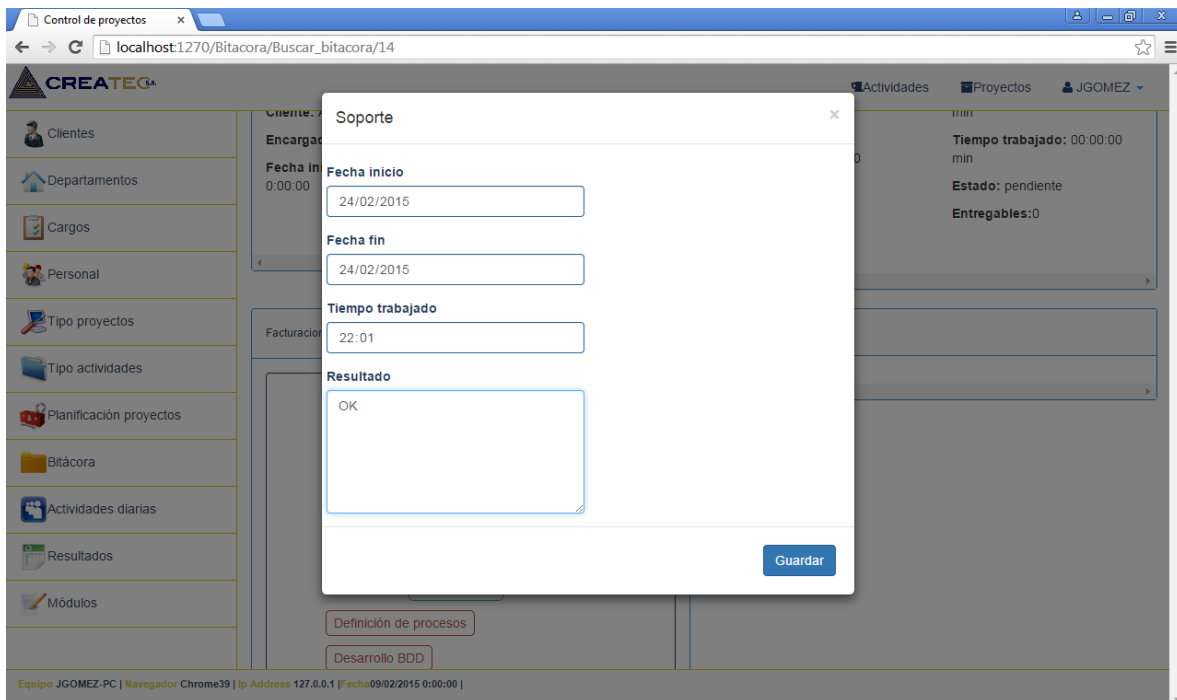 Control de proyectos
localhost:1270/Bitacora/Buscar_bitacora/14
CREATEC S.A.
Actividades
Proyectos
JGOMEZ
Clientes
Departamentos
Cargos
Personal
Tipo proyectos
Tipo actividades
Planificaciòn proyectos
Bitácora
Actividades diarias
Resultados
Módulos
Cliente:
0:00:00
Facturacion
Soporte
×
Fecha inicio
24/02/2015
Fecha fin
24/02/2015
Tiempo trabajado
22:01
Resultado
OK
Guardar
min
Tiempo trabajado: 00:00:00
min
Estado: pendiente
Entregables:0
Definición de procesos
Desarrollo BDD
Equipo JGOMEZ-PC | Navegador Chrome39 | Ip Address 127.0.0.1 |Fecha09/02/2015 0:00:00 |